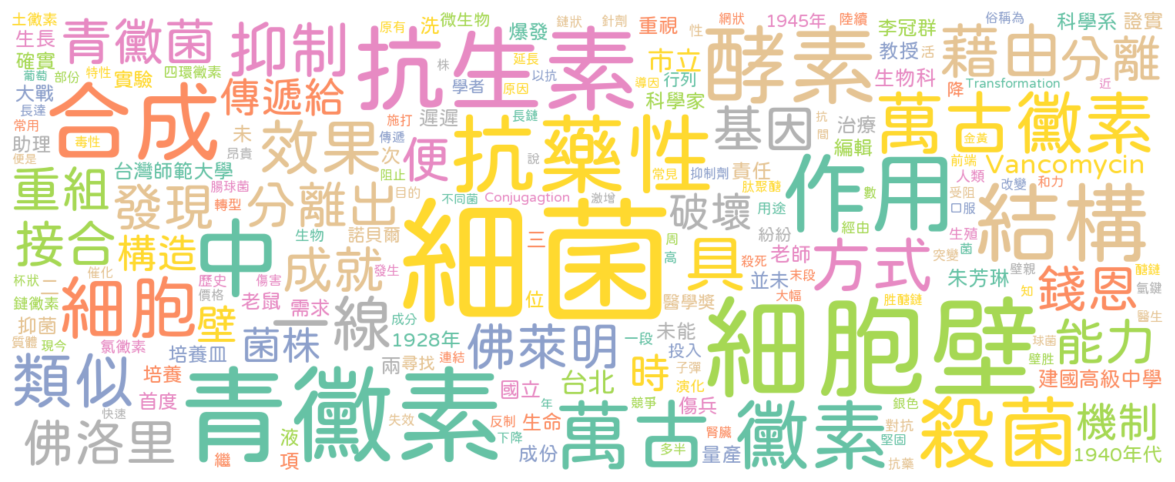 土黴素
生長
確實
葡萄
部份
大戰
長達
常用
助理
毒性
青黴菌
特性
實驗
四環黴素
抑制
傳遞給
合成
原有
洗
微生物
鏈狀
針劑
爆發
延長
株
學者
原因
以抗
抗生素
重視
網狀
性
1945年
陸續
市立
導因
行列
科學家
長鏈
酵素
李冠群
教授
活
生物科
俗稱為
科學系
證實
藉由
分離
降
Transformation
近
萬古黴素
Vancomycin
金黃
抗
間
治療
編輯
基因
前端
人類
和力
改變
口服
受阻
未
昂貴
效果
施打
傳遞
阻止
遲遲
次
便
目的
抗藥性
說
常見
抑制劑
責任
肽聚醣
數
作用
結構
台灣師範大學
腸球菌
轉型
重組
發現
分離出
不同菌
Conjugagtion
激增
破壞
用途
經由
生殖
菌
突變
壁親
接合
構造
中
生物
諾貝爾
成就
發生
細菌
三
位
周
高
具
殺死
紛紛
老師
並未
末段
方式
朱芳琳
知
錢恩
醣鏈
氫鍵
醫生
杯狀
二
催化
鏈黴素
價格
歷史
傷害
細胞
壁
老鼠
需求
一線
成分
醫學獎
大幅
胜醣鏈
細胞壁
抑菌
質體
現今
氯黴素
培養皿
菌株
1928年
兩
尋找
連結
佛萊明
一段
未能
投入
子彈
演化
時
球菌
壁胜
能力
建國高級中學
類似
培養
首度
快速
青黴素
國立
年
台北
競爭
傷兵
銀色
對抗
堅固
抗藥
殺菌
機制
1940年代
佛洛里
繼
液
項
失效
反制
下降
生命
成份
萬古黴素
多半
腎臟
量產